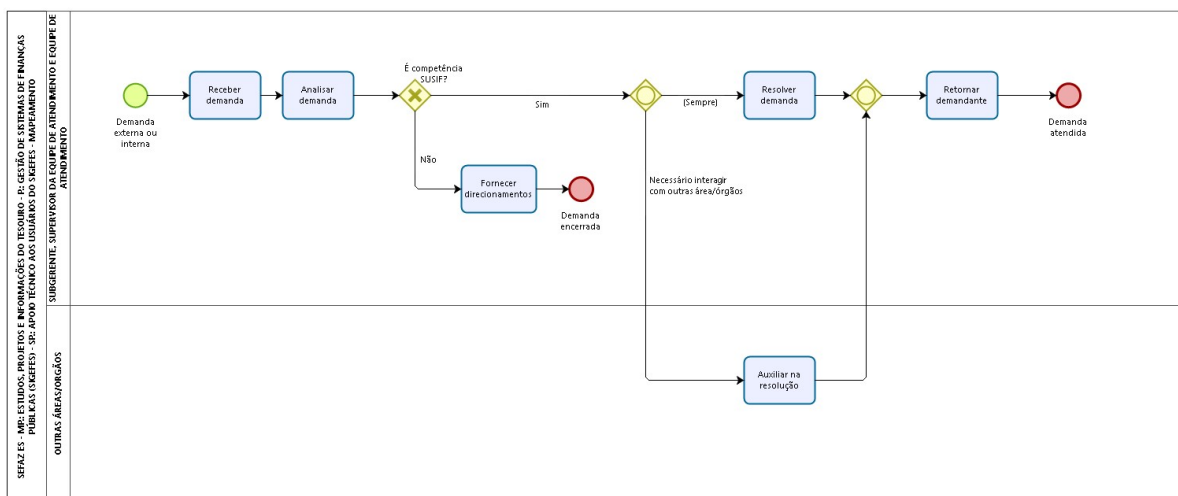 SEFAZ ES - MP.: ESTUDOS, PROJETOS E INFORMAÇÕES DO TESOURO - P.: GESTÃO DE SISTEMAS DE FINANÇAS
PÚBLICAS (SIGEFES) - SP.: APOIO TÉCNICO AOS USUÁRIOS DO SIGEFES - MAPEAMENTO
SUBGERENTE, SUPERVISOR DA EQUIPE DE ATENDIMENTO E EQUIPE DE
ATENDIMENTO
Demanda
externa ou
interna
Receber
demanda
Analisar
demanda
É competência
SUSIF?
Sim
Não
Fornecer
direcionamentos
Demanda
encerrada
(Sempre)
Necessário interagir
com outras área/órgãos
Resolver
demanda
Retornar
demandante
Demanda
atendida
OUTRAS ÁREAS/ORGÃOS
Auxiliar na
resolução